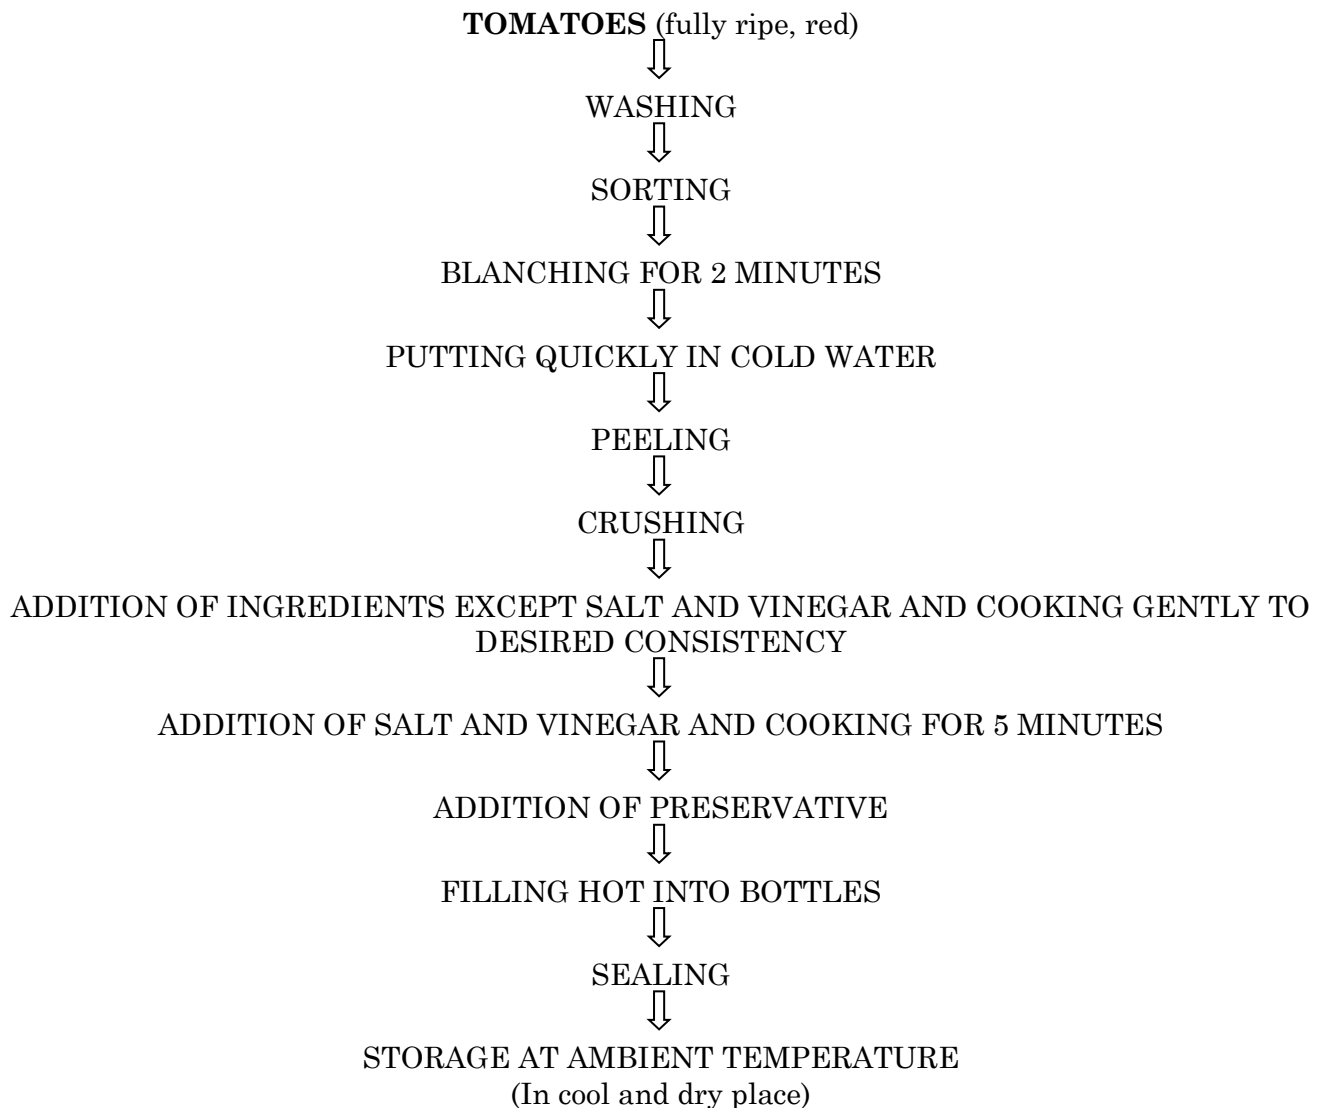 TOMATOES (fully ripe, red)
WASHING
SORTING
BLANCHING FOR 2 MINUTES
PUTTING QUICKLY IN COLD WATER
PEELING
CRUSHING
ADDITION OF INGREDIENTS EXCEPT SALT AND VINEGAR AND COOKING GENTLY TO
DESIRED CONSISTENCY
ADDITION OF SALT AND VINEGAR AND COOKING FOR 5 MINUTES
ADDITION OF PRESERVATIVE
FILLING HOT INTO BOTTLES
SEALING
STORAGE AT AMBIENT TEMPERATURE
(In cool and dry place)